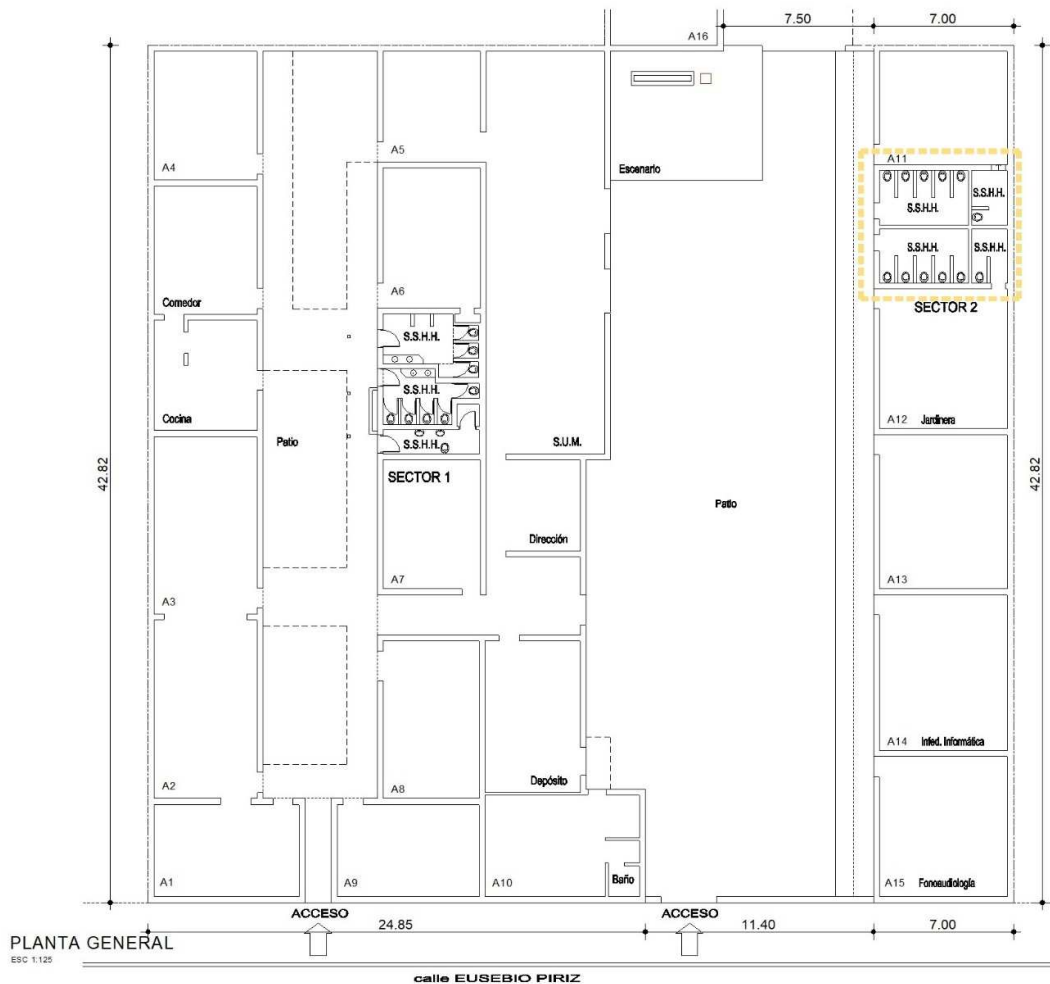 7.50
7.00
A16
A5
A4
Escenario
A11
S.S.H.H.
S.S.H.H.
S.S.H.H.
S.S.H.H.
SECTOR 2
Comedor
A6
S.S.H.H.
Cocina
S.S.H.H.
A12 Jardinera
Patio
S.S.H.H.
S.U.M.
SECTOR 1
42.82
42.82
Patio
Dirección
A3
A7
A13
A14 Infed. Informática
A2
A8
Depósito
A1
A9
A10
Baño
A15 Fonoaudiología
ACCESO
ACCESO
24.85
11.40
7.00
PLANTA GENERAL
ESC 1:125
calle EUSEBIO PIRIZ